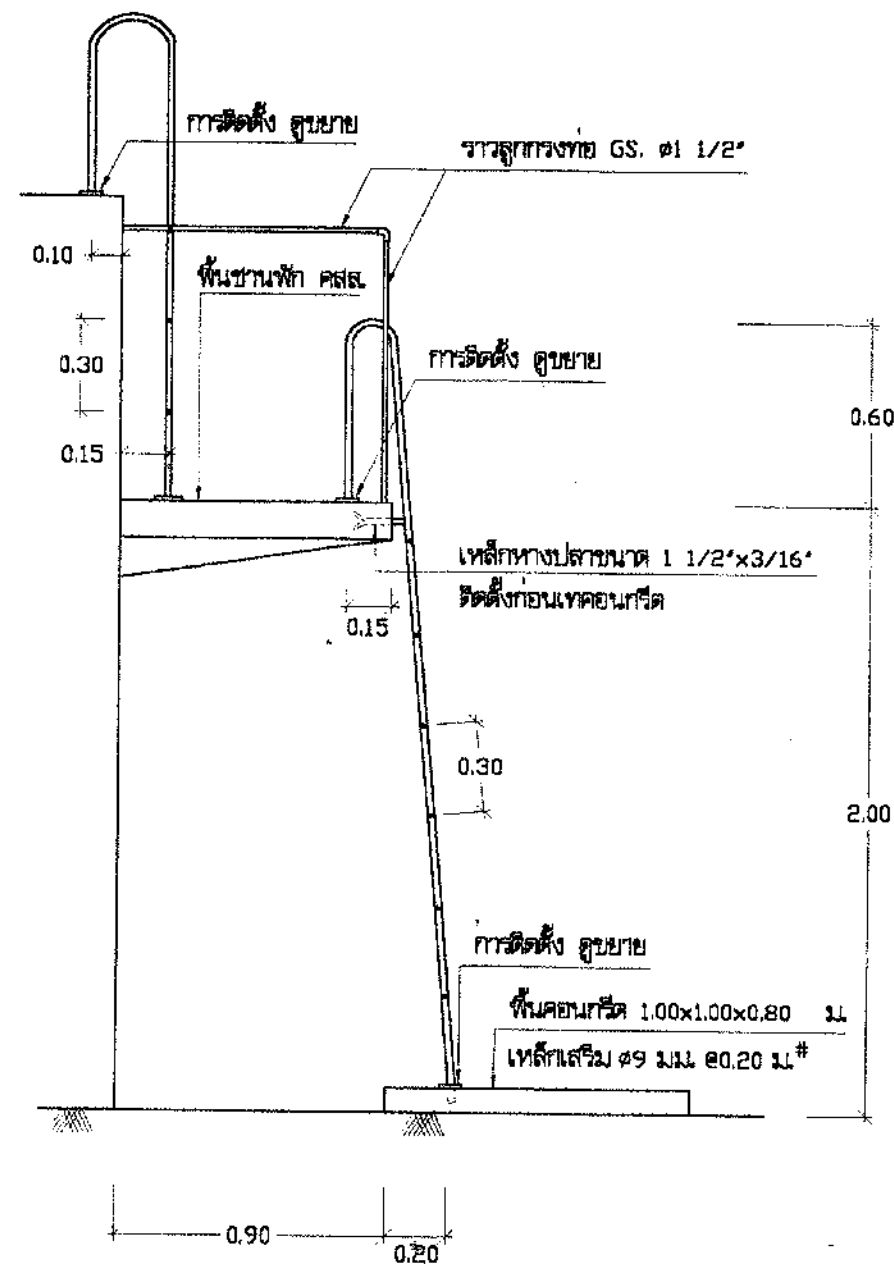 การติดตั้ง ดูขยาย
ราวลูกกรงท่อ GS. ø1 1/2"
0.10
พื้นชานพัก คสล.
0.30
การติดตั้ง ดูขยาย
0.60
0.15
เหล็กหางปลาขนาด 1 1/2"x3/16"
ติดตั้งก่อนเทคอนกรีต
0.15
0.30
2.00
การติดตั้ง ดูขยาย
พื้นคอนกรีต 1.00x1.00x0.80 ม.
เหล็กเสริม ø9 มม. @0.20 ม.#
0.90
0.20